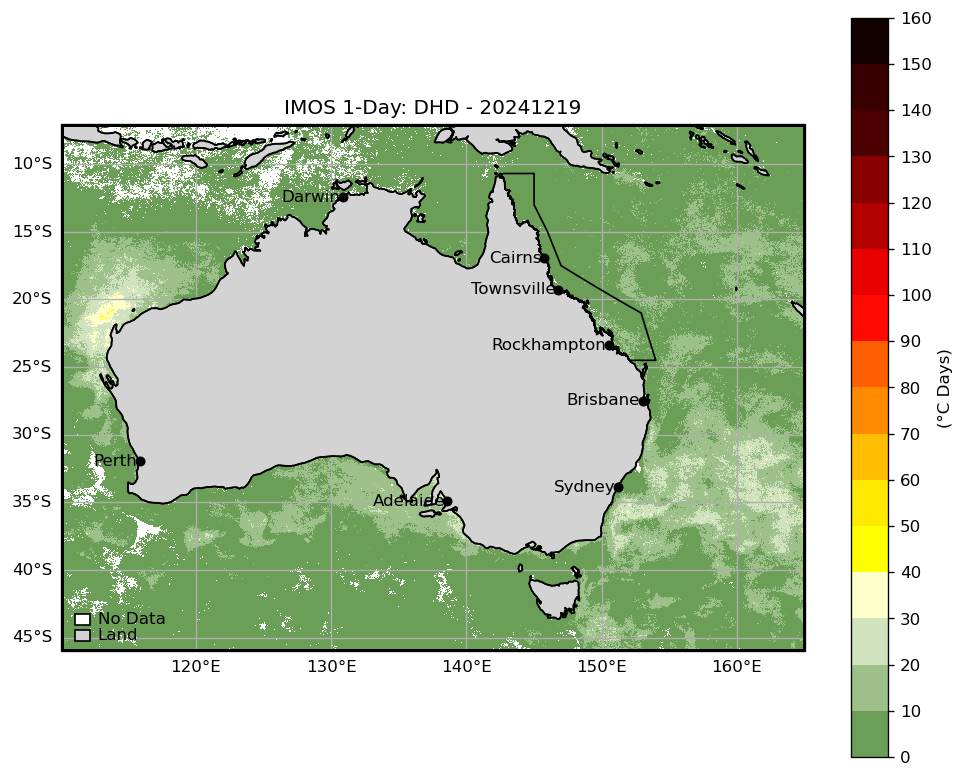 IMOS 1-Day: DHD - 20241219
10°S
15°S
20°S
25°S
30°S
35°S
40°S
45°S
Darwin
Cairns
Townsville
Rockhampton
Brisbane
Perth
Sydney
Adelaide
No Data
Land
120°E 130°E 140°E 150°E 160°E
160
150
140
130
120
110
100
90
80
70
60
50
40
30
20
10
0
(°C Days)